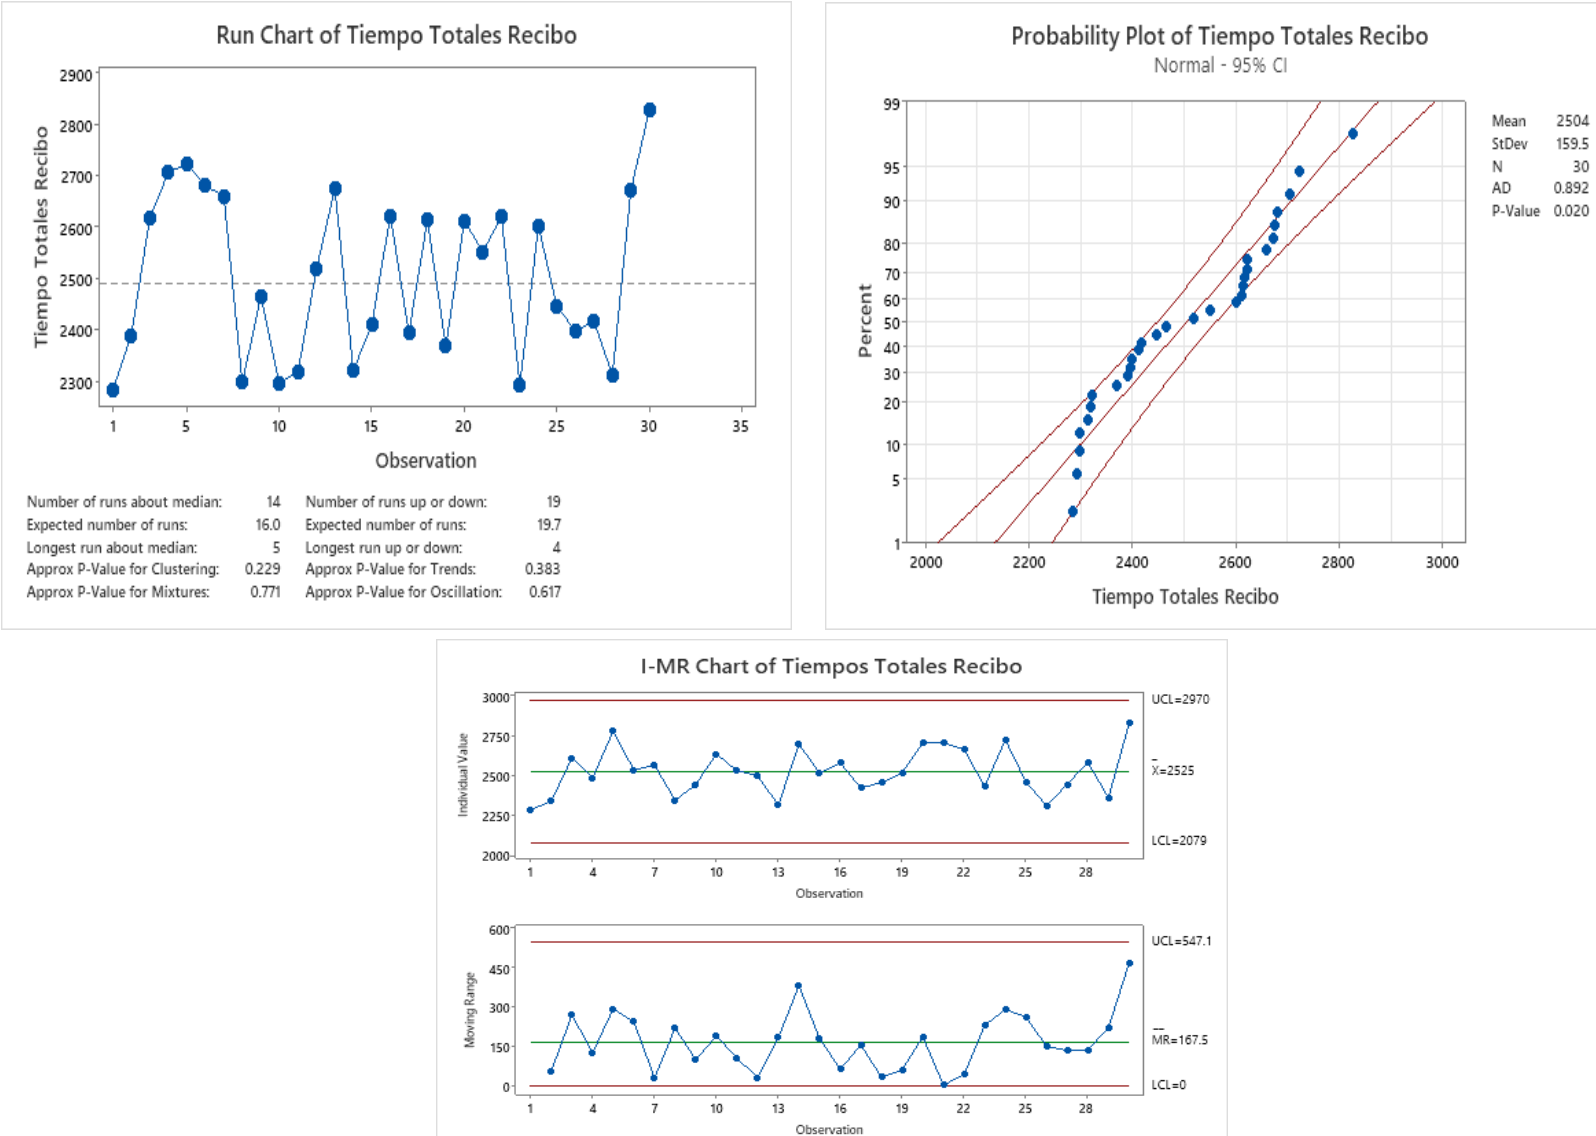 Run Chart of Tiempo Totales Recibo
Tiempo Totales Recibo
2900
2800
2700
2600
2500
2400
2300
1 5 10 15 20 25 30 35
Observation
Number of runs about median: 14 Number of runs up or down: 19
Expected number of runs: 16.0 Expected number of runs: 19.7
Longest run about median: 5 Longest run up or down: 4
Approx P-Value for Clustering: 0.229 Approx P-Value for Trends: 0.383
Approx P-Value for Mixtures: 0.771 Approx P-Value for Oscillation: 0.617
Probability Plot of Tiempo Totales Recibo
Normal - 95% CI
Percent
99
95
90
80
70
60
50
40
30
20
10
5
1
2000 2200 2400 2600 2800 3000
Tiempo Totales Recibo
Mean 2504
StDev 159.5
N 30
AD 0.892
P-Value 0.020
I-MR Chart of Tiempos Totales Recibo
Individual Value
3000
2750
2500
2250
2000
UCL=2970
X̄=2525
LCL=2079
1 4 7 10 13 16 19 22 25 28
Observation
Moving Range
600
450
300
150
0
UCL=547.1
M̄R̄=167.5
LCL=0
1 4 7 10 13 16 19 22 25 28
Observation